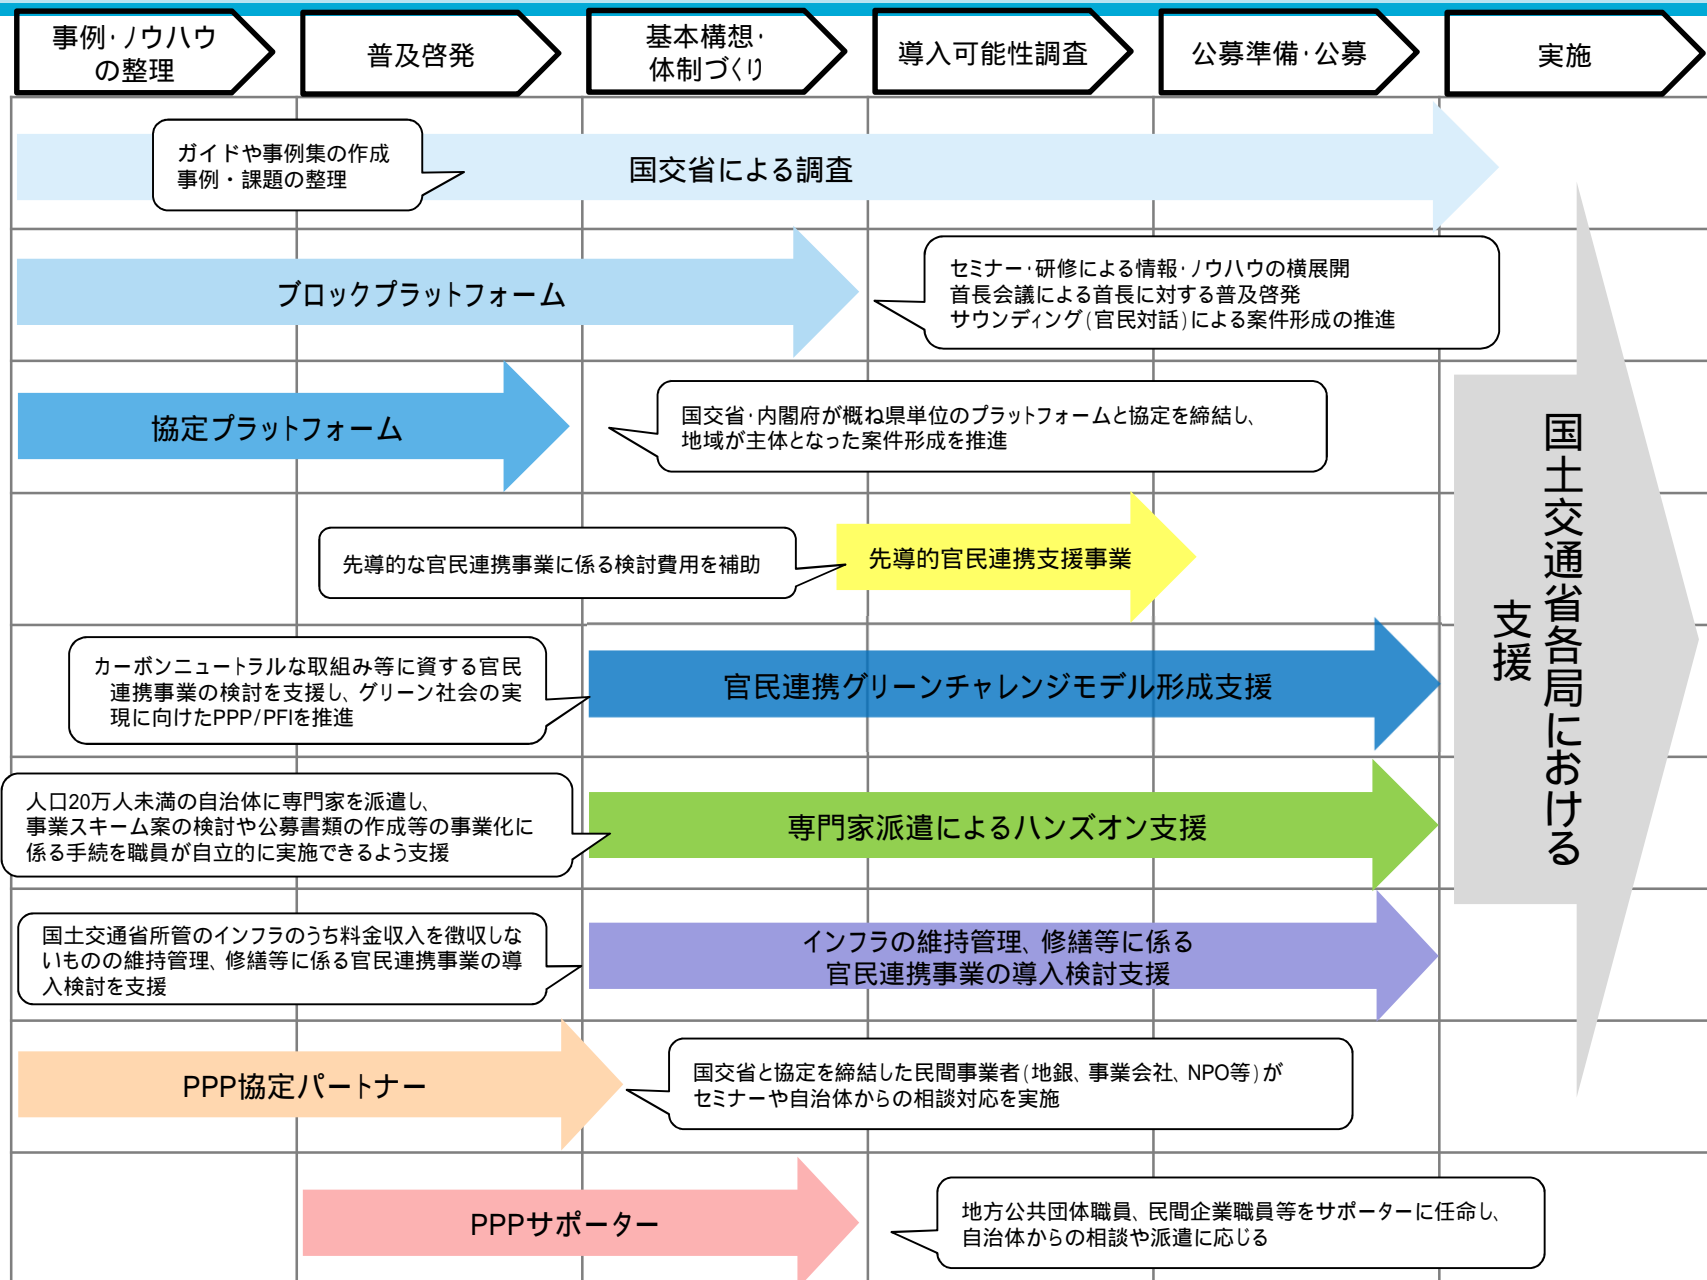 事例・ノウハウ
の整理
普及啓発
基本構想・
体制づくり
導入可能性調査
公募準備・公募
実施
ガイドや事例集の作成
事例・課題の整理
国交省による調査
ブロックプラットフォーム
セミナー・研修による情報・ノウハウの横展開
首長会議による首長に対する普及啓発
サウンディング(官民対話)による案件形成の推進
協定プラットフォーム
国交省・内閣府が概ね県単位のプラットフォームと協定を締結し、
地域が主体となった案件形成を推進
先導的な官民連携事業に係る検討費用を補助
先導的官民連携支援事業
カーボンニュートラルな取組み等に資する官民
連携事業の検討を支援し、グリーン社会の実
現に向けたPPP/PFIを推進
官民連携グリーンチャレンジモデル形成支援
人口20万人未満の自治体に専門家を派遣し、
事業スキーム案の検討や公募書類の作成等の事業化に
係る手続を職員が自立的に実施できるよう支援
専門家派遣によるハンズオン支援
国土交通省所管のインフラのうち料金収入を徴収しな
いものの維持管理、修繕等に係る官民連携事業の導
入検討を支援
インフラの維持管理、修繕等に係る
官民連携事業の導入検討支援
PPP協定パートナー
国交省と協定を締結した民間事業者(地銀、事業会社、NPO等)が
セミナーや自治体からの相談対応を実施
PPPサポーター
地方公共団体職員、民間企業職員等をサポーターに任命し、
自治体からの相談や派遣に応じる
国土交通省各局における
支援